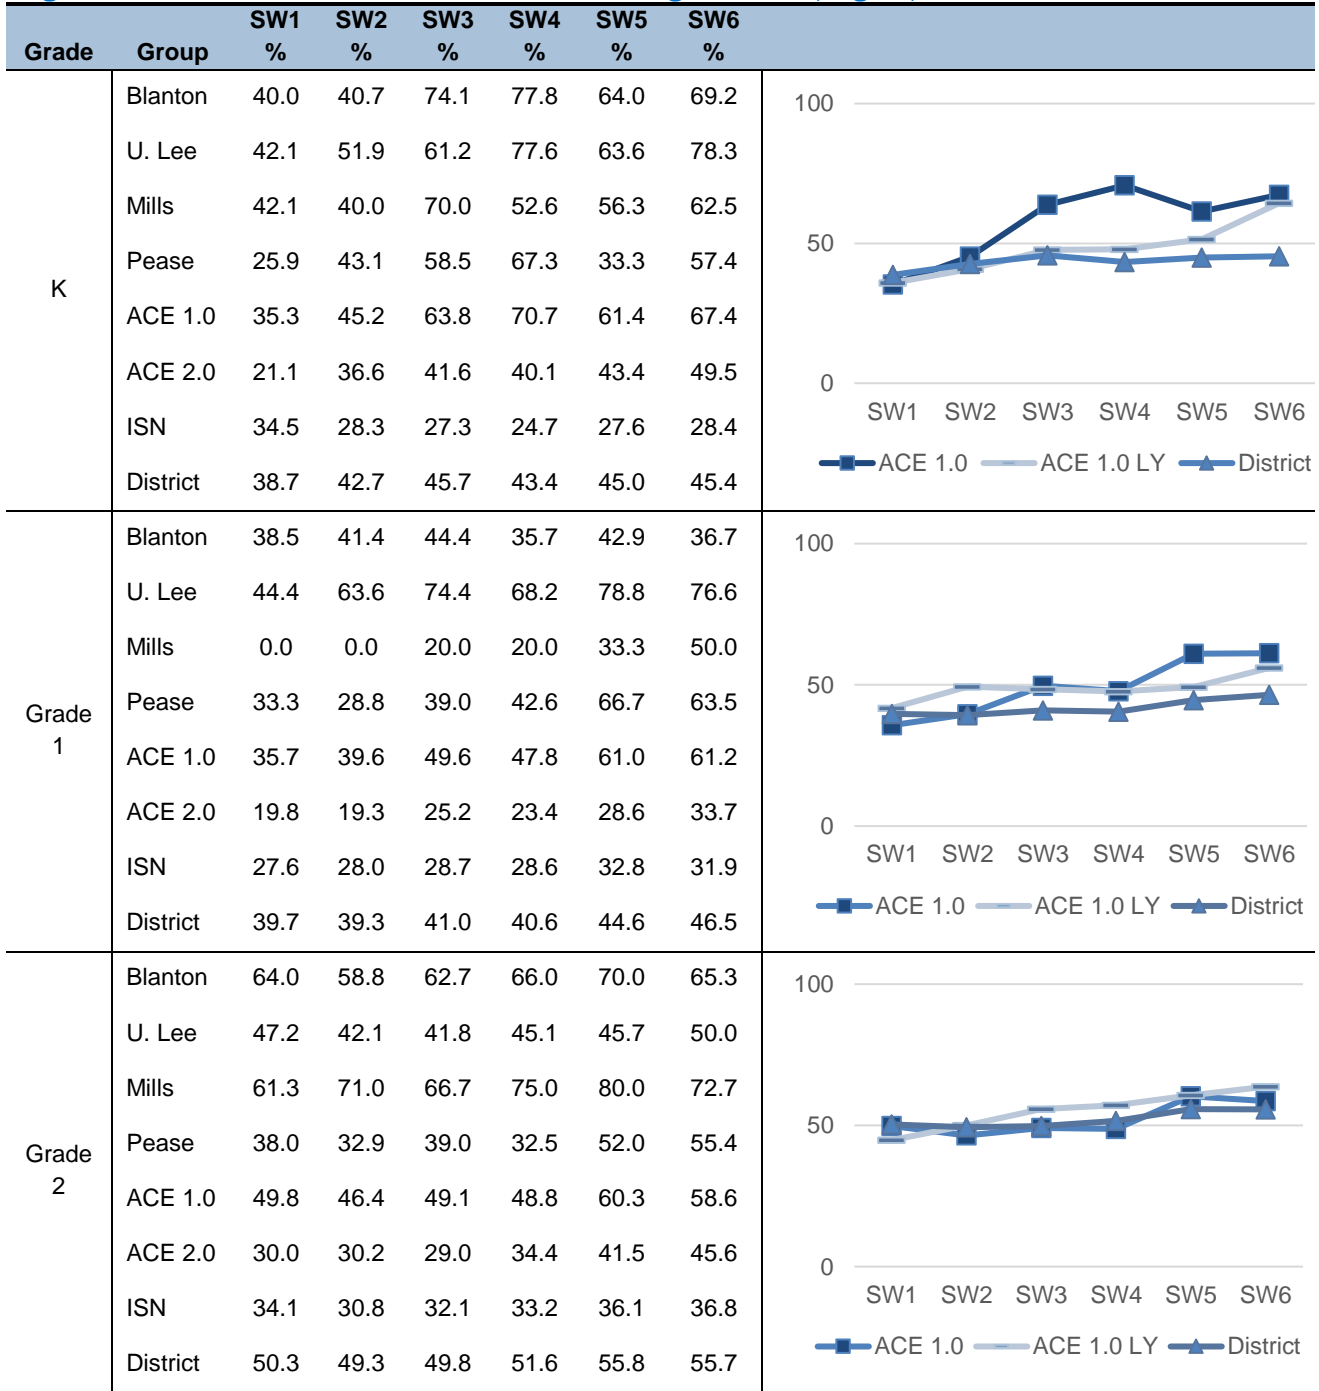 SW1 SW2 SW3 SW4 SW5 SW6
Grade Group % % % % % %
K
Blanton 40.0 40.7 74.1 77.8 64.0 69.2
U. Lee 42.1 51.9 61.2 77.6 63.6 78.3
Mills 42.1 40.0 70.0 52.6 56.3 62.5
Pease 25.9 43.1 58.5 67.3 33.3 57.4
ACE 1.0 35.3 45.2 63.8 70.7 61.4 67.4
ACE 2.0 21.1 36.6 41.6 40.1 43.4 49.5
ISN 34.5 28.3 27.3 24.7 27.6 28.4
District 38.7 42.7 45.7 43.4 45.0 45.4
100
50
0
SW1 SW2 SW3 SW4 SW5 SW6
ACE 1.0 ACE 1.0 LY District
Grade
1
Blanton 38.5 41.4 44.4 35.7 42.9 36.7
U. Lee 44.4 63.6 74.4 68.2 78.8 76.6
Mills 0.0 0.0 20.0 20.0 33.3 50.0
Pease 33.3 28.8 39.0 42.6 66.7 63.5
ACE 1.0 35.7 39.6 49.6 47.8 61.0 61.2
ACE 2.0 19.8 19.3 25.2 23.4 28.6 33.7
ISN 27.6 28.0 28.7 28.6 32.8 31.9
District 39.7 39.3 41.0 40.6 44.6 46.5
100
50
0
SW1 SW2 SW3 SW4 SW5 SW6
ACE 1.0 ACE 1.0 LY District
Grade
2
Blanton 64.0 58.8 62.7 66.0 70.0 65.3
U. Lee 47.2 42.1 41.8 45.1 45.7 50.0
Mills 61.3 71.0 66.7 75.0 80.0 72.7
Pease 38.0 32.9 39.0 32.5 52.0 55.4
ACE 1.0 49.8 46.4 49.1 48.8 60.3 58.6
ACE 2.0 30.0 30.2 29.0 34.4 41.5 45.6
ISN 34.1 30.8 32.1 33.2 36.1 36.8
District 50.3 49.3 49.8 51.6 55.8 55.7
100
50
0
SW1 SW2 SW3 SW4 SW5 SW6
ACE 1.0 ACE 1.0 LY District